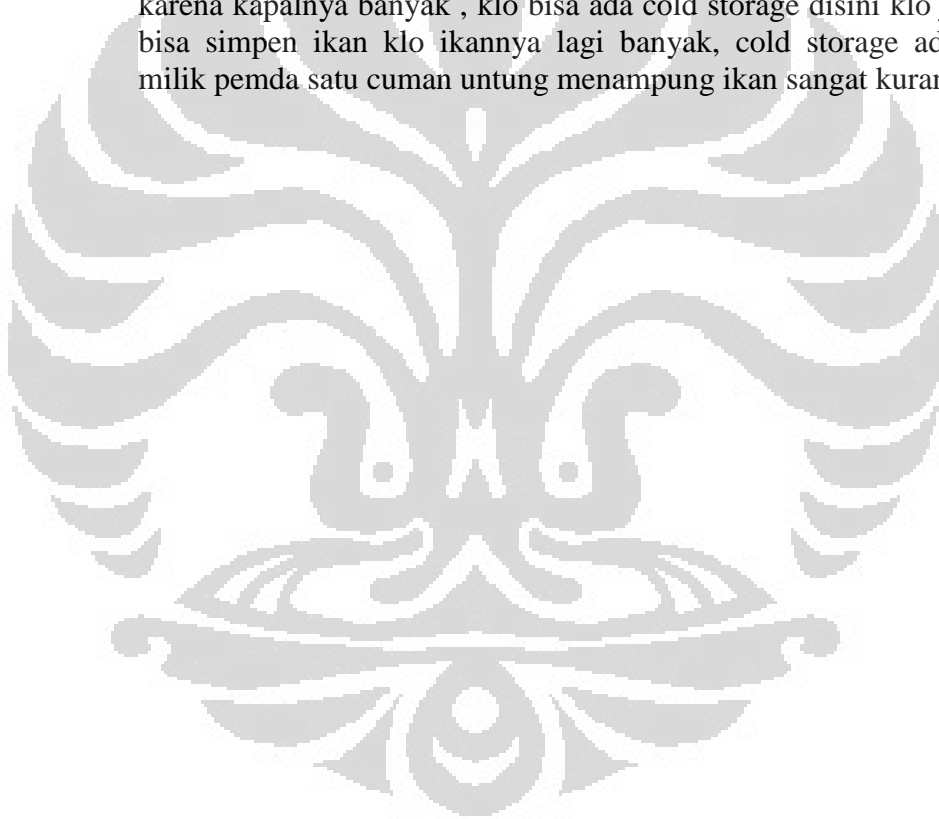 karena kapalnya banyak , klo bisa ada cold storage disini klo
bisa simpen ikan klo ikannya lagi banyak, cold storage ad
milik pemda satu cuman untung menampung ikan sangat kuran